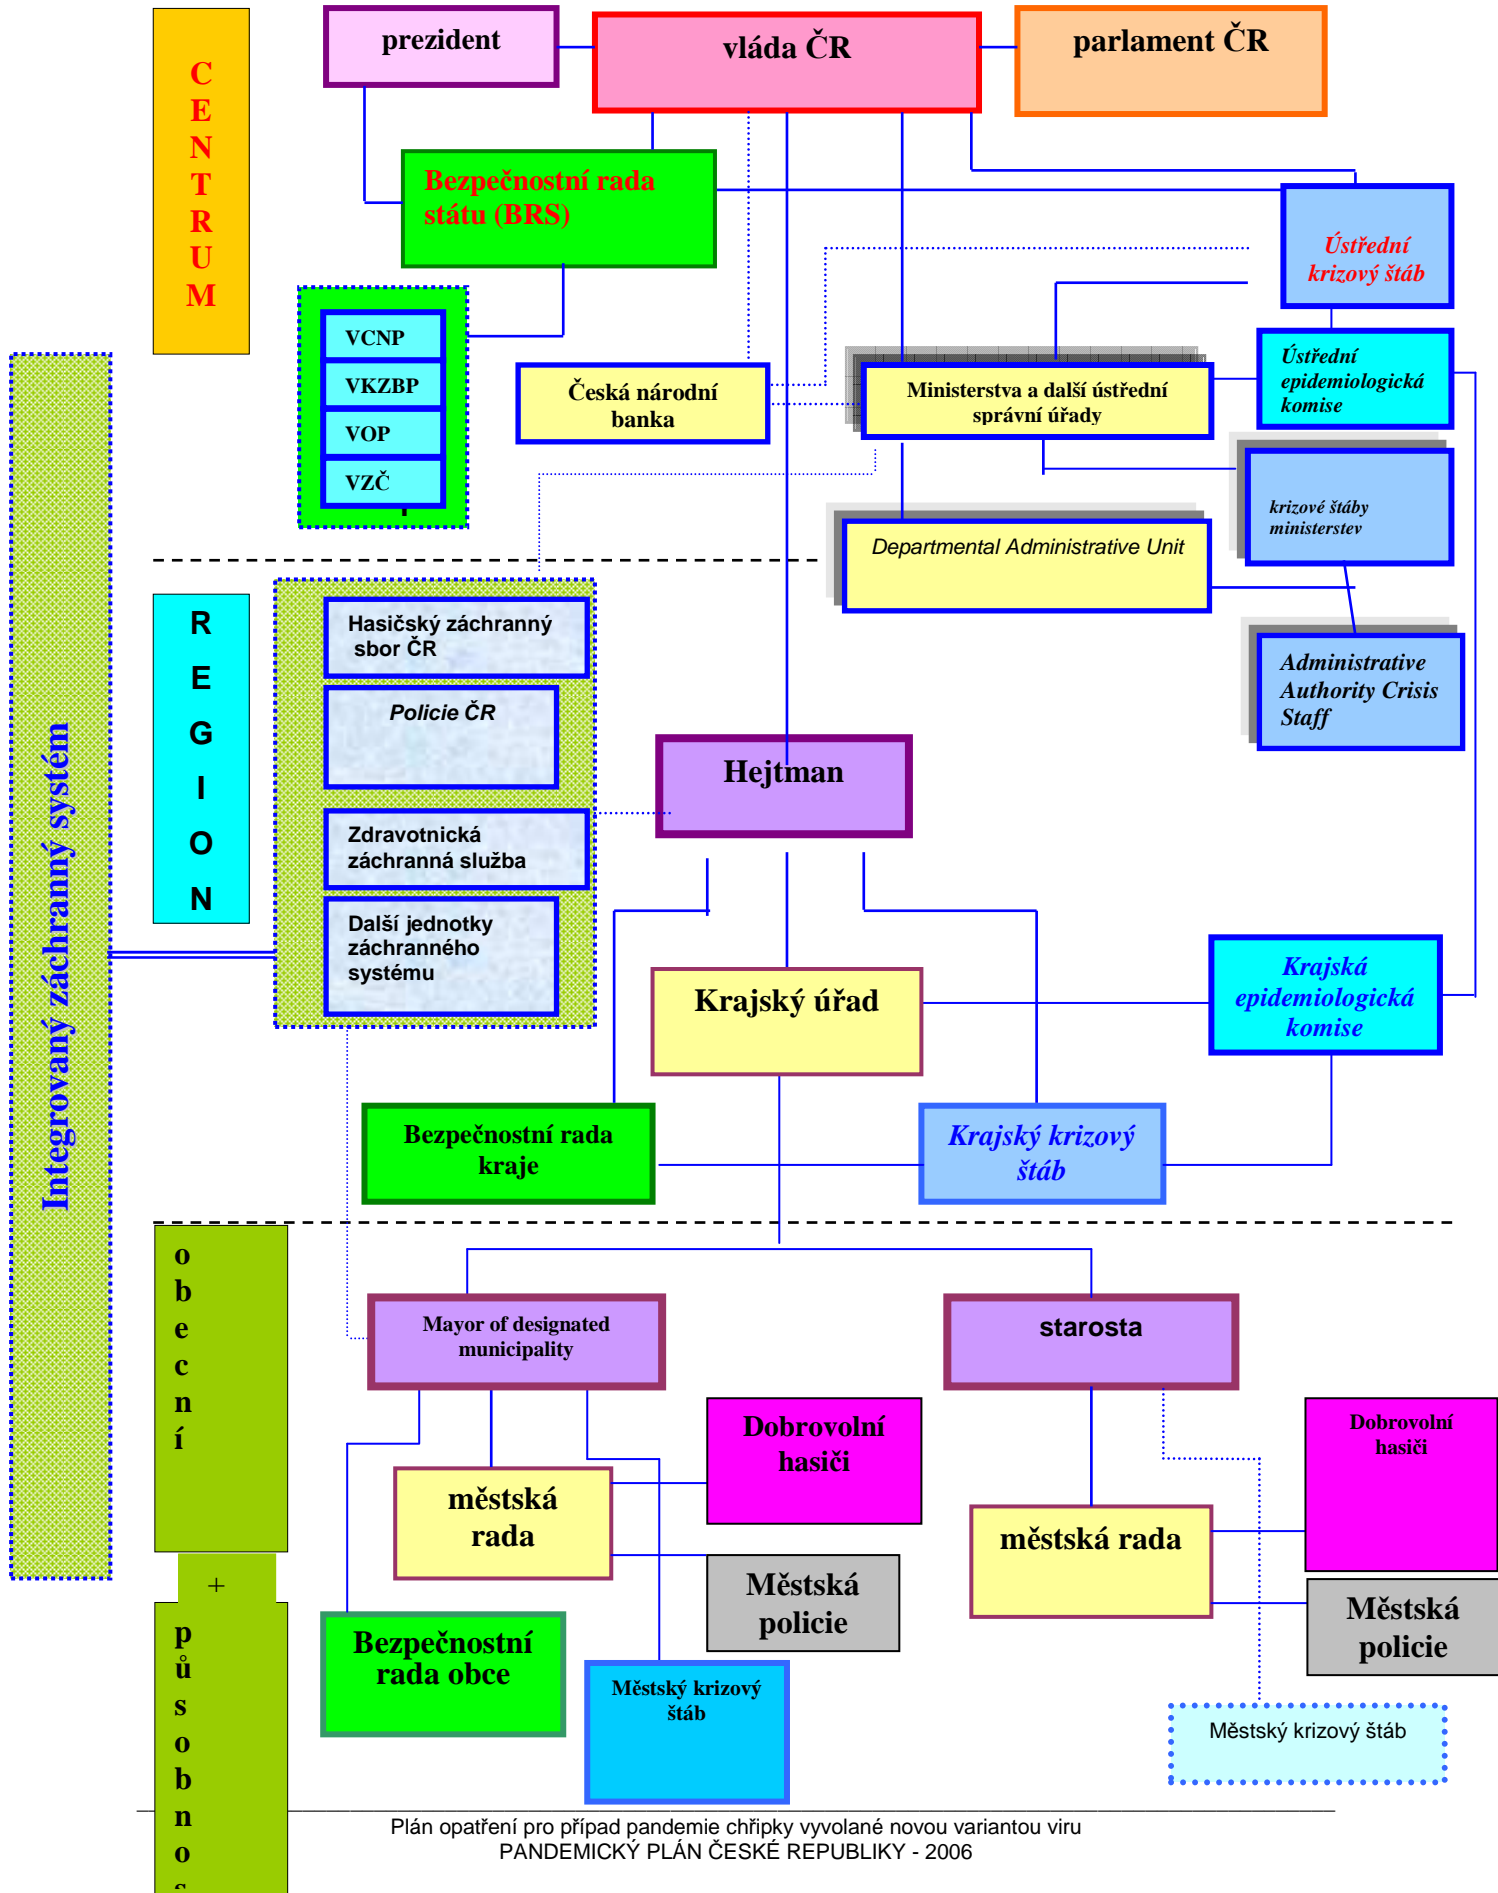 prezident
vláda ČR
parlament ČR
C
E
N
T
R
U
M
Bezpečnostní rada
státu (BRS)
Ústřední
krizový štáb
VCNP
VKZBP
VOP
VZČ
Česká národní
banka
Ministerstva a další ústřední
správní úřady
Ústřední
epidemiologická
komise
krizové štáby
ministerstev
Departmental Administrative Unit
Administrative
Authority Crisis
Staff
Integrovaný záchranný systém
R
E
G
I
O
N
Hasičský záchranný
sbor ČR
Policie ČR
Zdravotnická
záchranná služba
Další jednotky
záchranného
systému
Hejtman
Krajský úřad
Krajská
epidemiologická
komise
Bezpečnostní rada
kraje
Krajský krizový
štáb
o
b
e
c
n
í
+
p
ů
s
o
b
n
o
s
Mayor of designated
municipality
starosta
Dobrovolní
hasiči
městská
rada
Městská
policie
Bezpečnostní
rada obce
Městský krizový
štáb
Dobrovolní
hasiči
městská rada
Městská
policie
Městský krizový štáb
Plán opatření pro případ pandemie chřipky vyvolané novou variantou viru
PANDEMICKÝ PLÁN ČESKÉ REPUBLIKY - 2006